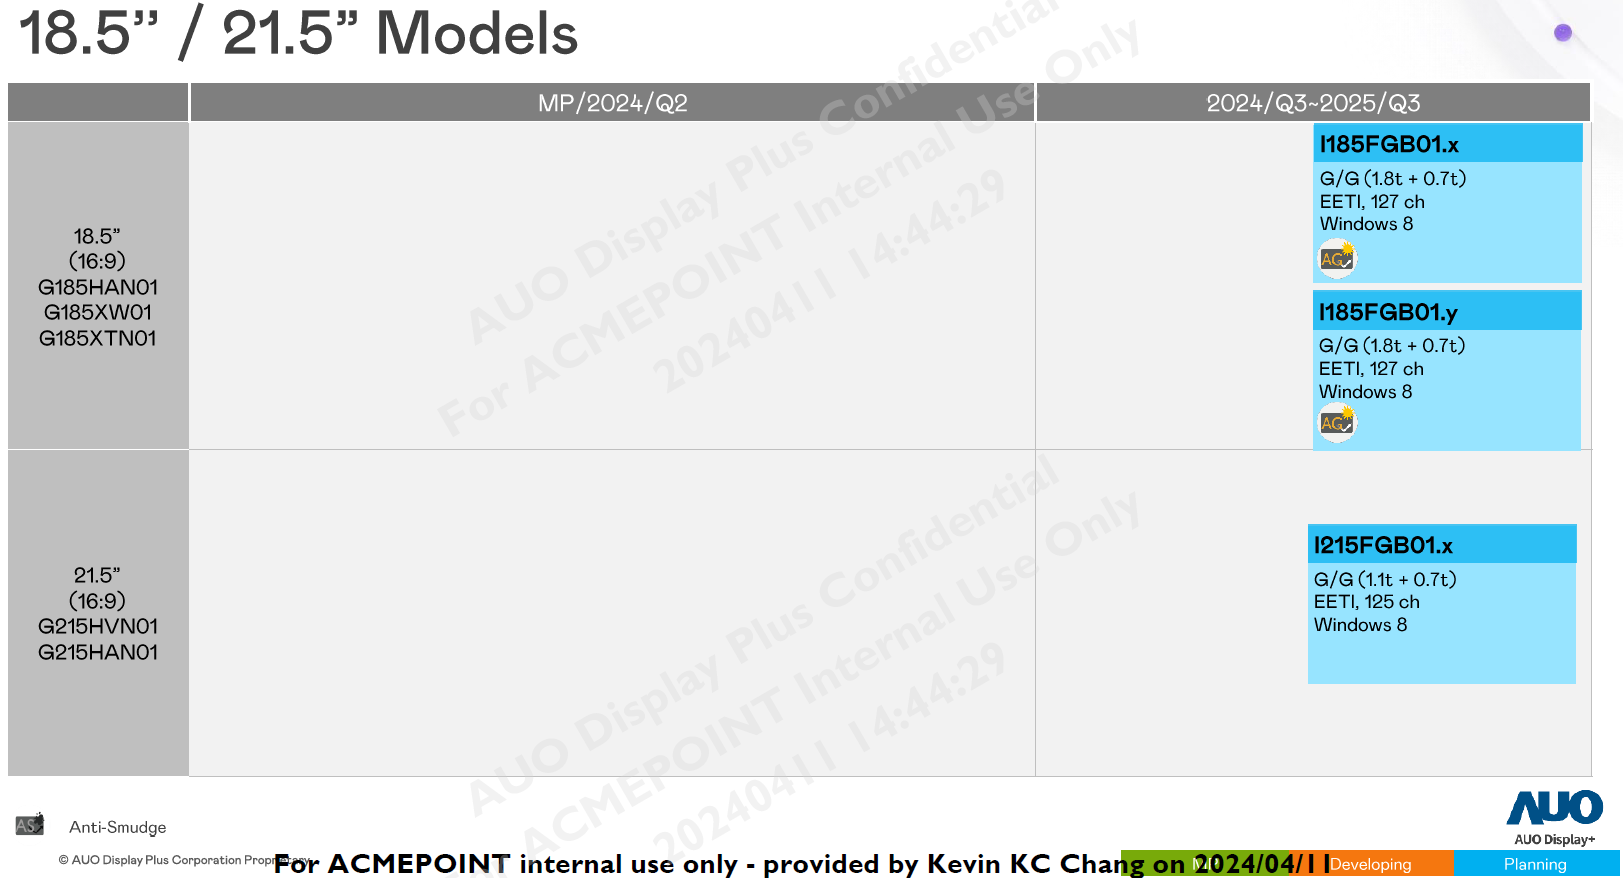 18.5” / 21.5” Models
MP/2024/Q2
2024/Q3~2025/Q3
18.5”
(16:9)
G185HAN01
G185XW01
G185XTN01
I185FGB01.x
G/G (1.8t + 0.7t)
EETI, 127 ch
Windows 8
AG
I185FGB01.y
G/G (1.8t + 0.7t)
EETI, 127 ch
Windows 8
AG
21.5”
(16:9)
G215HVN01
G215HAN01
I215FGB01.x
G/G (1.1t + 0.7t)
EETI, 125 ch
Windows 8
AUO Display Plus Confidential
For ACMEPOINT Internal Use Only
20240411 14:44:29
AUO Display Plus Confidential
ACMEPOINT Internal Use Only
20240411 14:44:29
AS
Anti-Smudge
AUO
AUO Display+
© AUO Display Plus Corporation Proprietary
For ACMEPOINT internal use only - provided by Kevin KC Chang on 2024/04/11
MP
Developing
Planning